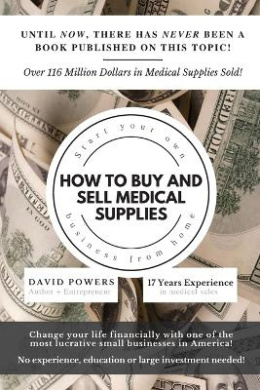 UNTIL NOW, THERE HAS NEVER BEEN A
BOOK PUBLISHED ON THIS TOPIC!
Over 116 Million Dollars in Medical Supplies Sold!
Start your own
HOW TO BUY AND
SELL MEDICAL
SUPPLIES
business from home
DAVID POWERS
Author + Entrepreneur
17 Years Experience
in medical sales
Change your life financially with one of the
most lucrative small businesses in America!
No experience, education or large investment needed!